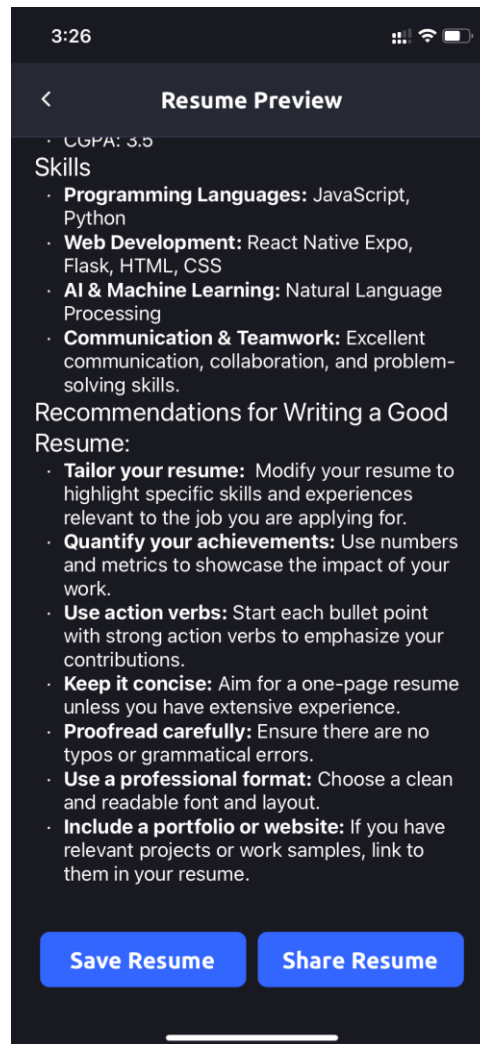 3:26
Resume Preview
· CGPA: 3.5
Skills
· Programming Languages: JavaScript,
Python
· Web Development: React Native Expo,
Flask, HTML, CSS
· AI & Machine Learning: Natural Language
Processing
· Communication & Teamwork: Excellent
communication, collaboration, and problem-
solving skills.
Recommendations for Writing a Good
Resume:
· Tailor your resume:  Modify your resume to
highlight specific skills and experiences
relevant to the job you are applying for.
· Quantify your achievements: Use numbers
and metrics to showcase the impact of your
work.
· Use action verbs: Start each bullet point
with strong action verbs to emphasize your
contributions.
· Keep it concise: Aim for a one-page resume
unless you have extensive experience.
· Proofread carefully: Ensure there are no
typos or grammatical errors.
· Use a professional format: Choose a clean
and readable font and layout.
· Include a portfolio or website: If you have
relevant projects or work samples, link to
them in your resume.
Save Resume
Share Resume